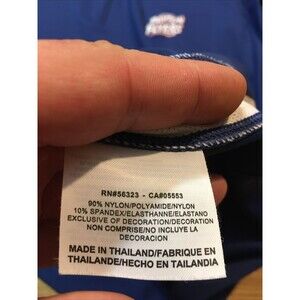 RN#56323 - CA#05553
90% NYLON/POLYAMIDE/NYLON
10% SPANDEX/ELASTHANNE/ELASTANO
EXCLUSIVE OF DECORATION/DECORATION
NON COMPRISE/NO INCLUYE LA
DECORACION
MADE IN THAILAND/FABRIQUE EN
THAILANDE/HECHO EN TAILANDIA